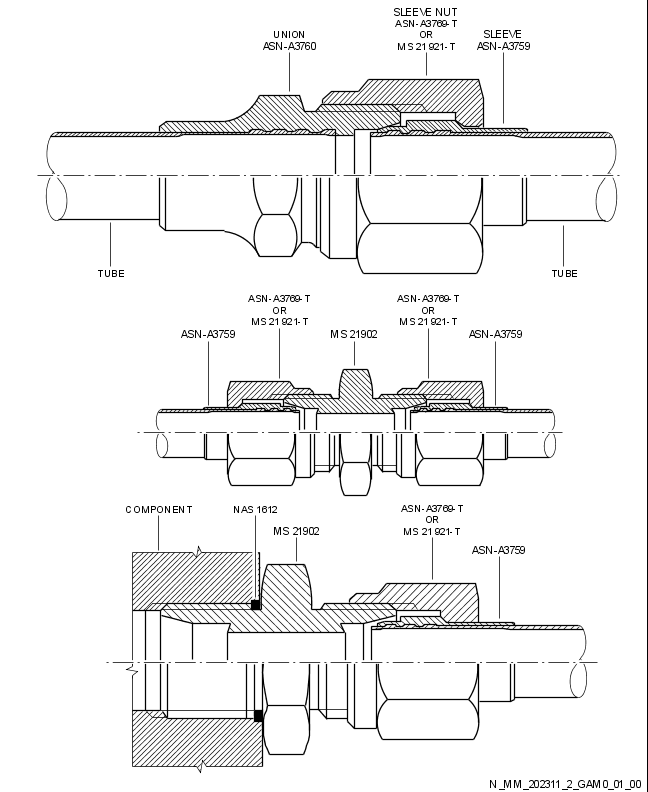 SLEEVE NUT
ASN-A3769-T
OR
MS 21921-T
UNION
ASN-A3760
SLEEVE
ASN-A3759
TUBE
TUBE
ASN-A3769-T
OR
MS 21921-T
ASN-A3759
MS 21902
ASN-A3769-T
OR
MS 21921-T
ASN-A3759
COMPONENT
NAS 1612
MS 21902
ASN-A3769-T
OR
MS 21921-T
ASN-A3759
N_MM_202311_2_GAM0_01_00